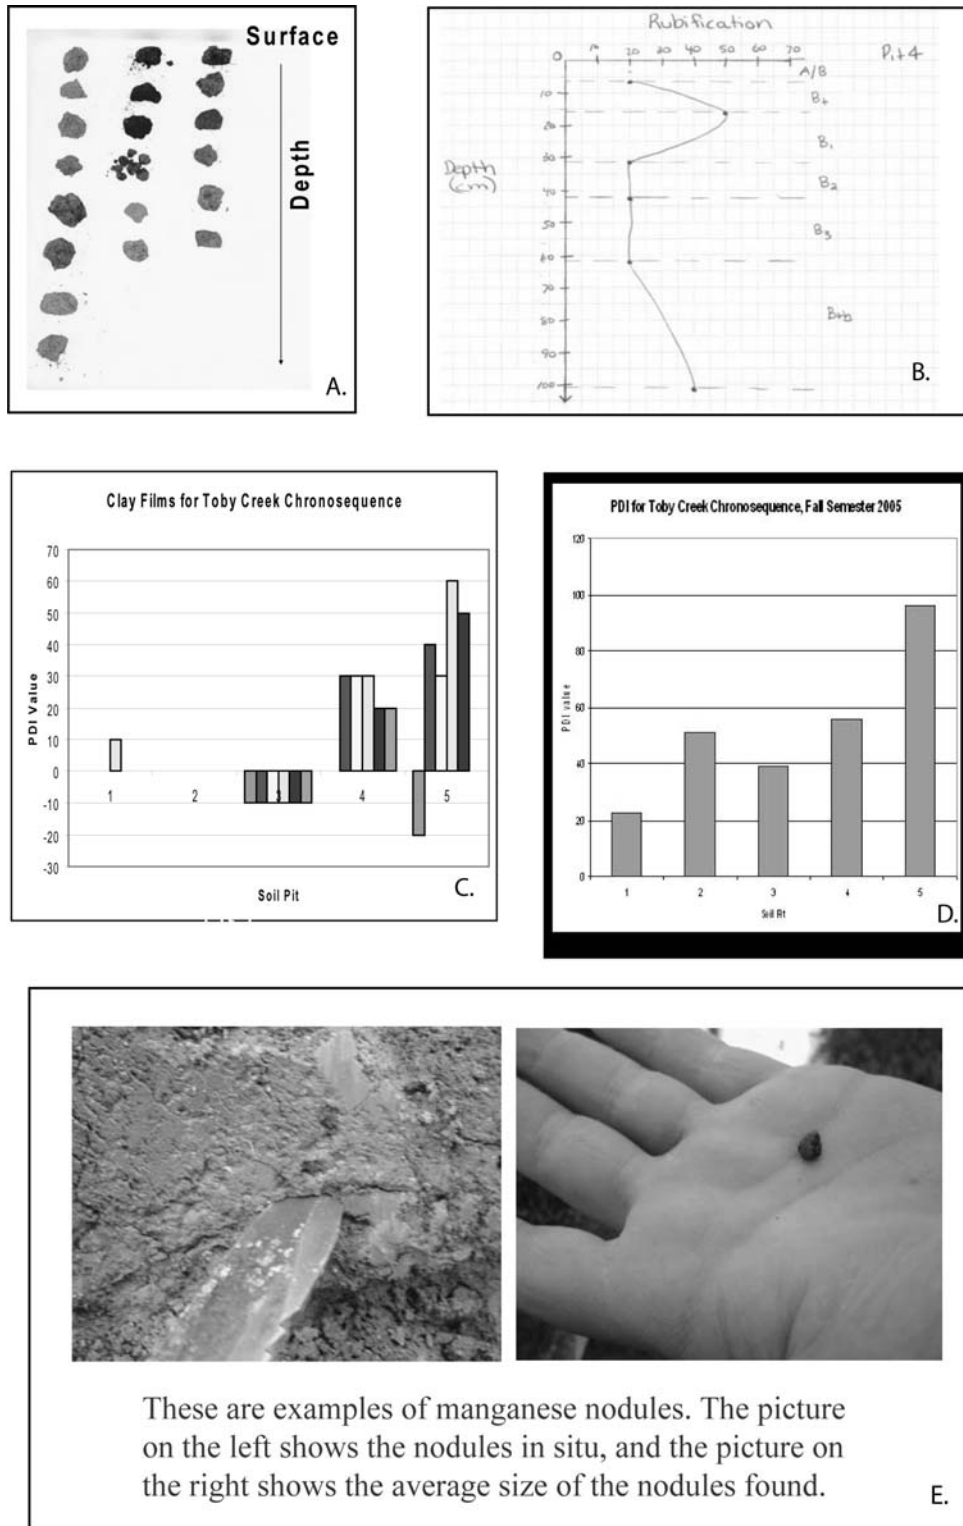 Surface
Depth
A.
Rubification
Pit 4
0 10 20 30 40 50 60 70
A/B
10
Bt
20
B1
30
Depth
(cm)
B2
40
50
B3
60
70
Btb
80
90
100
B.
Clay Films for Toby Creek Chronosequence
70
60
50
40
30
20
10
0
-10
-20
-30
PDI Value
1 2 3 4 5
Soil Pit
C.
PDI for Toby Creek Chronosequence, Fall Semester 2005
120
100
80
60
40
20
0
PDI value
1 2 3 4 5
Soil Pit
D.
These are examples of manganese nodules. The picture
on the left shows the nodules in situ, and the picture on
the right shows the average size of the nodules found.
E.